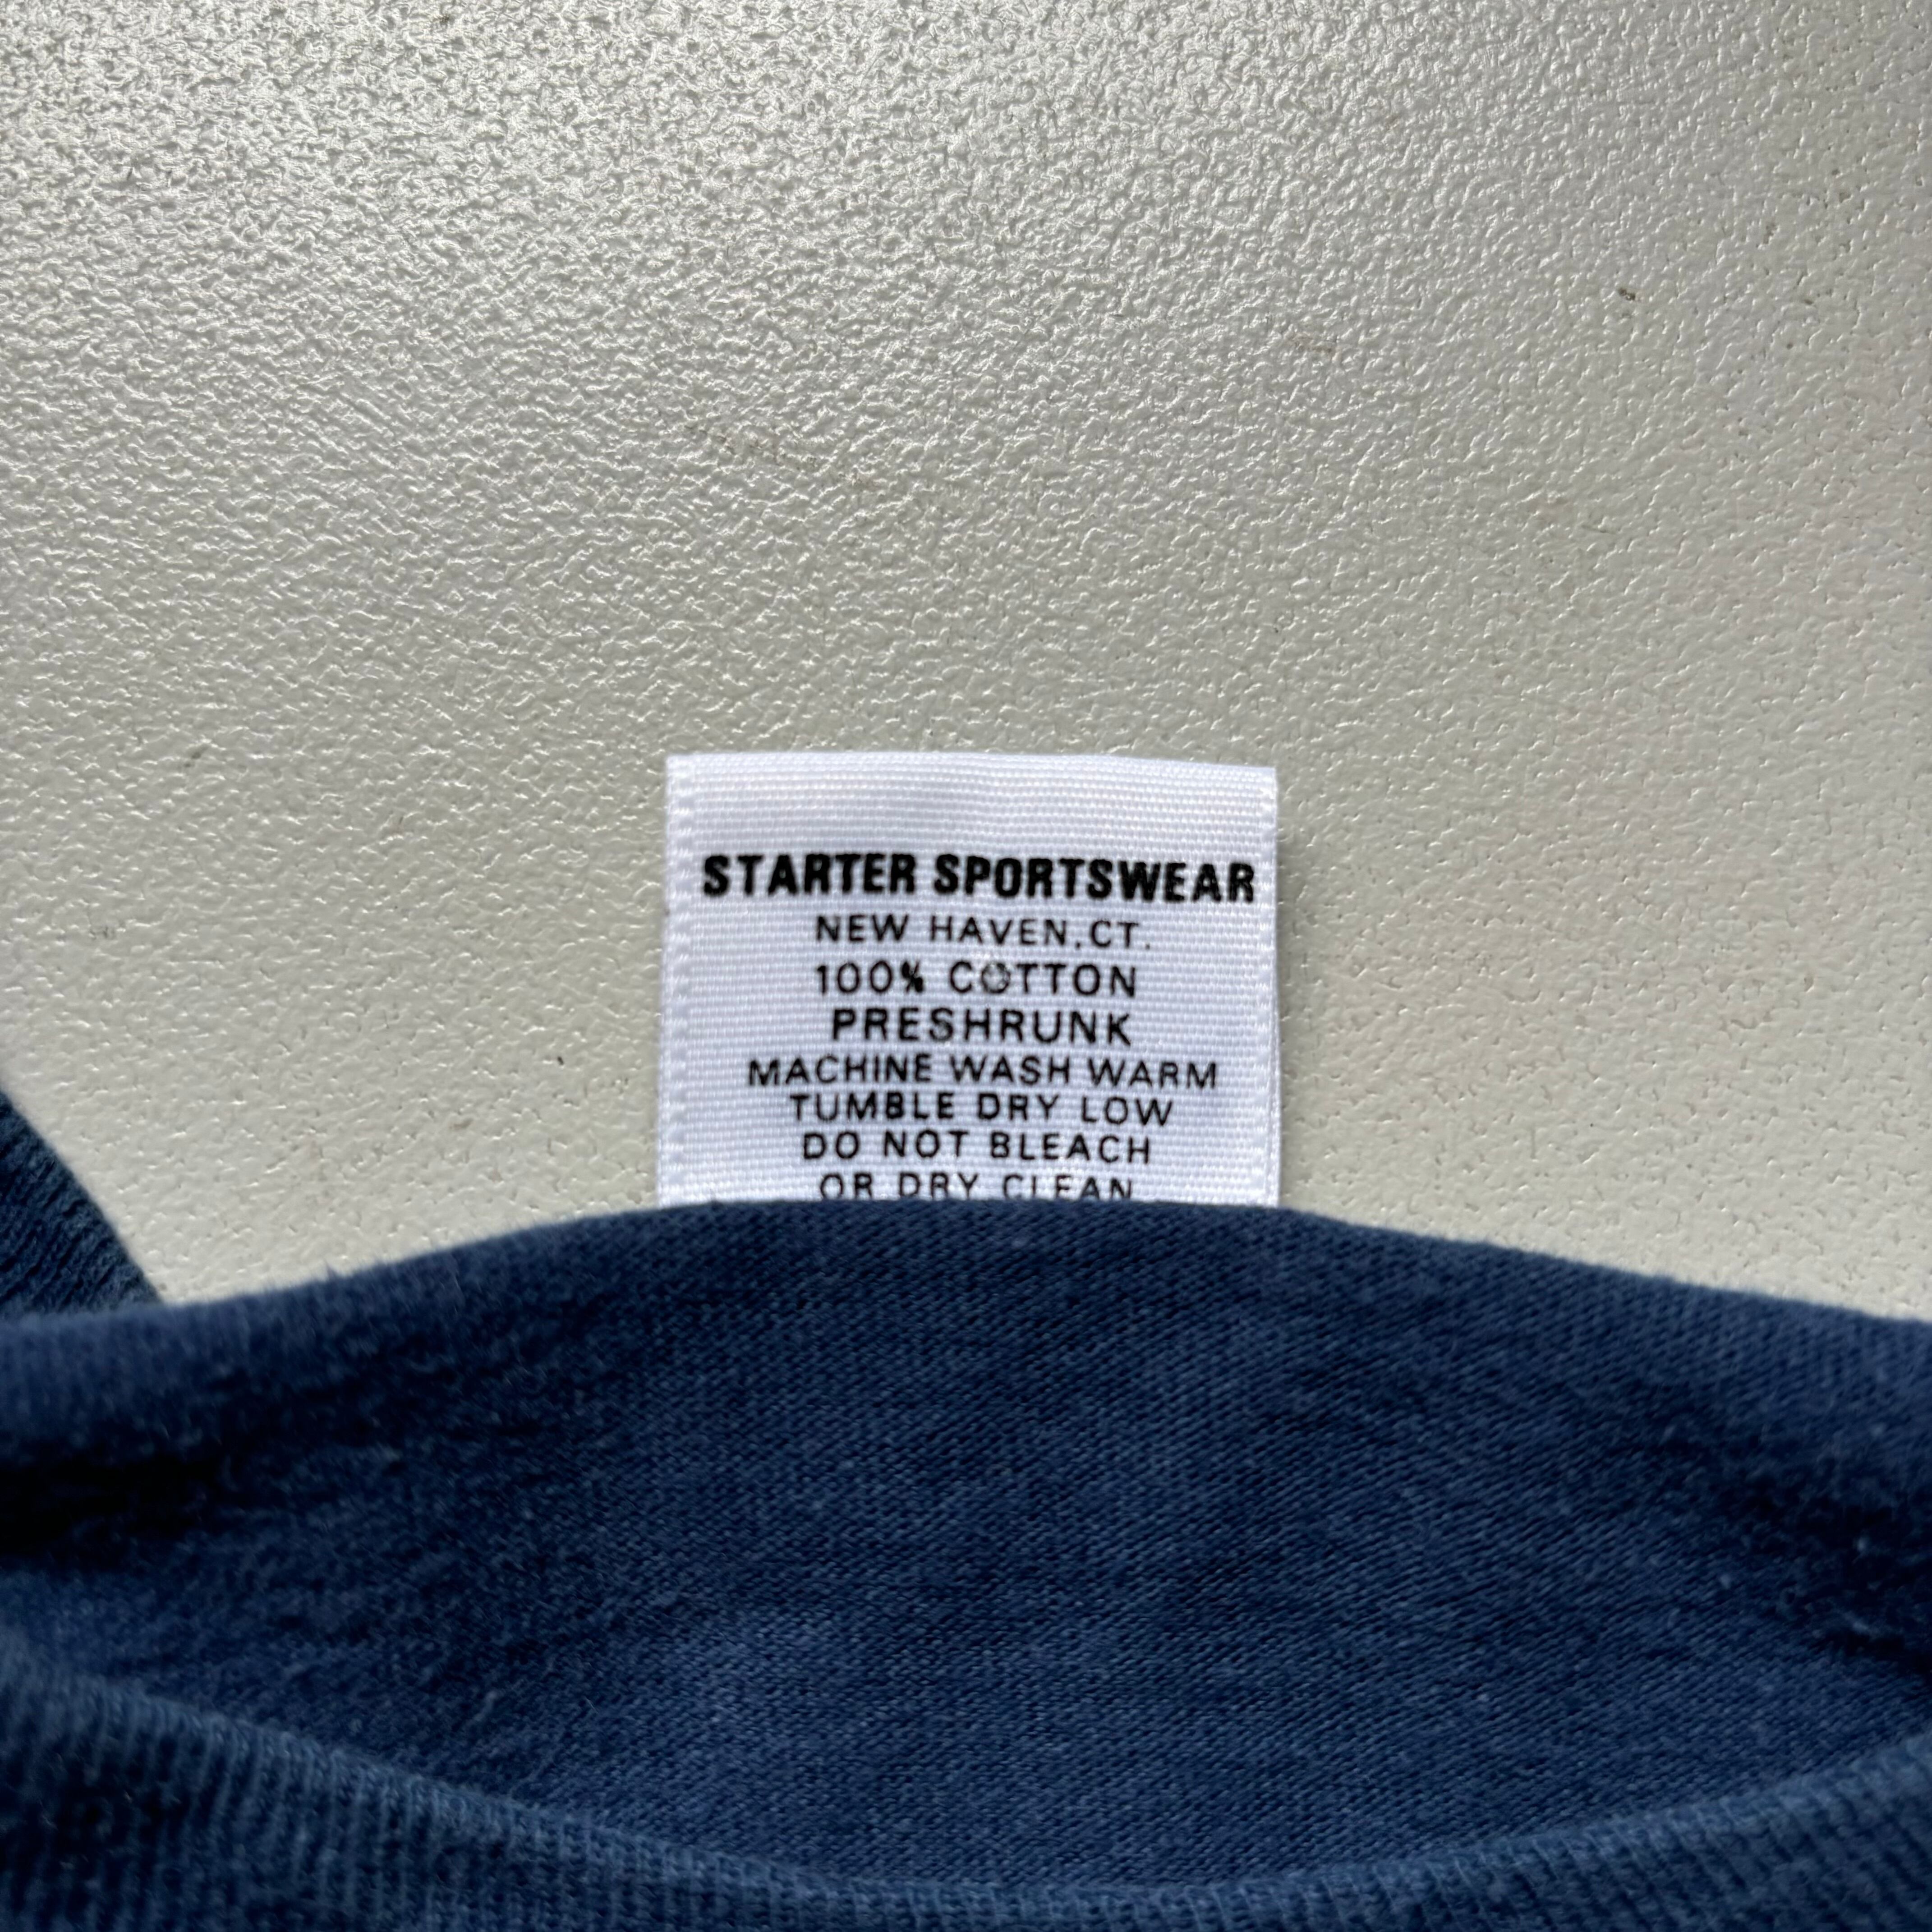 STARTER SPORTSWEAR
NEW HAVEN,CT.
100% COTTON
PRESHRUNK
MACHINE WASH WARM
TUMBLE DRY LOW
DO NOT BLEACH
OR DRY CLEAN